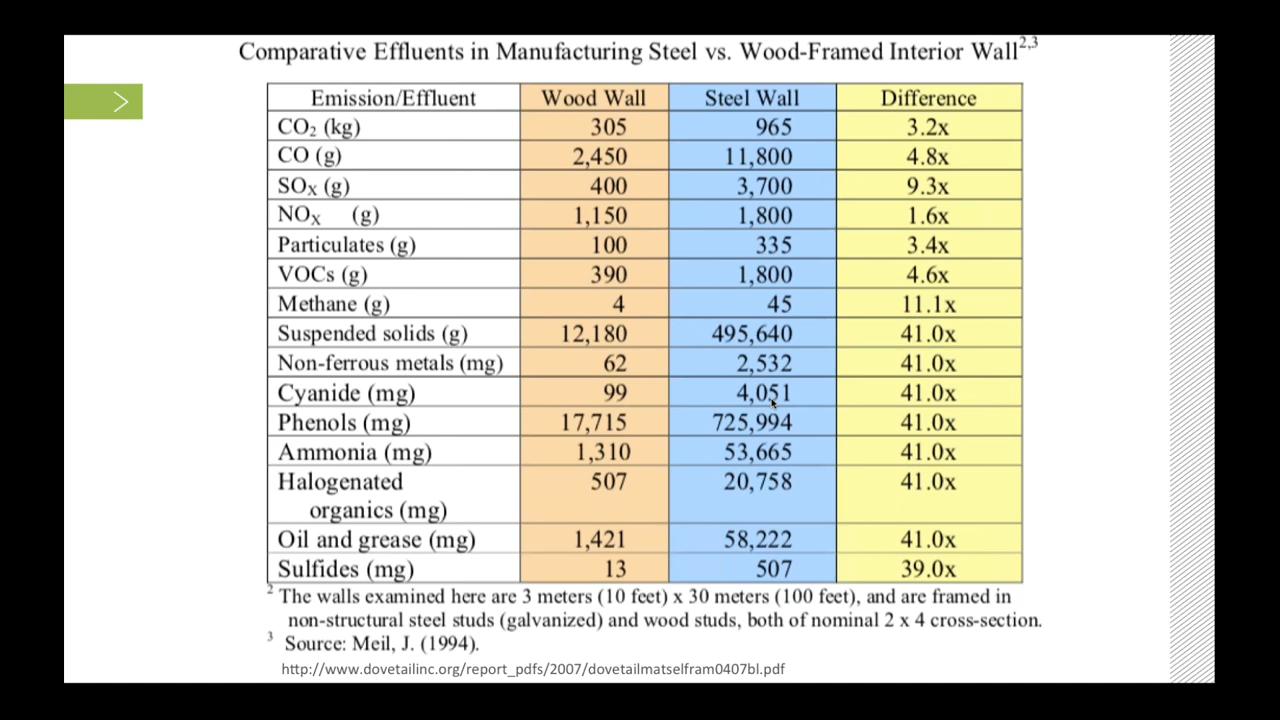 Comparative Effluents in Manufacturing Steel vs. Wood-Framed Interior Wall2,3
Emission/Effluent Wood Wall Steel Wall Difference
CO2 (kg) 305 965 3.2x
CO (g) 2,450 11,800 4.8x
SOX (g) 400 3,700 9.3x
NOX (g) 1,150 1,800 1.6x
Particulates (g) 100 335 3.4x
VOCs (g) 390 1,800 4.6x
Methane (g) 4 45 11.1x
Suspended solids (g) 12,180 495,640 41.0x
Non-ferrous metals (mg) 62 2,532 41.0x
Cyanide (mg) 99 4,051 41.0x
Phenols (mg) 17,715 725,994 41.0x
Ammonia (mg) 1,310 53,665 41.0x
Halogenated 507 20,758 41.0x
organics (mg)
Oil and grease (mg) 1,421 58,222 41.0x
Sulfides (mg) 13 507 39.0x
2 The walls examined here are 3 meters (10 feet) x 30 meters (100 feet), and are framed in
non-structural steel studs (galvanized) and wood studs, both of nominal 2 x 4 cross-section.
3 Source: Meil, J. (1994).
http://www.dovetailinc.org/report_pdfs/2007/dovetailmatselfram0407bl.pdf